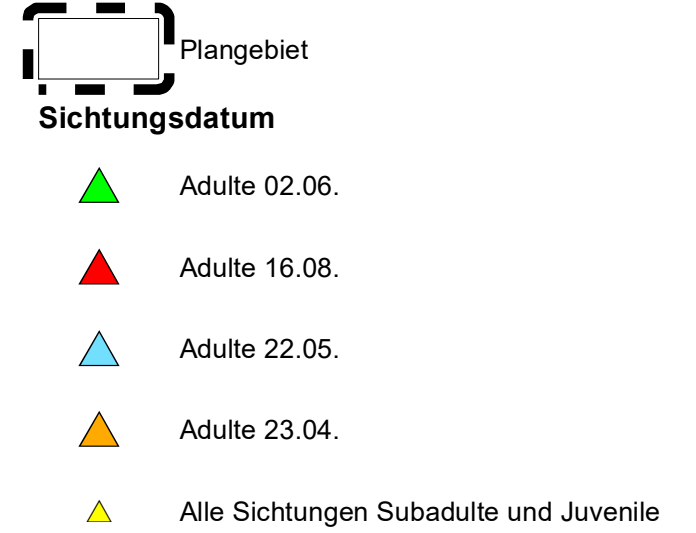 Plangebiet
Sichtungsdatum
Adulte 02.06.
Adulte 16.08.
Adulte 22.05.
Adulte 23.04.
Alle Sichtungen Subadulte und Juvenile